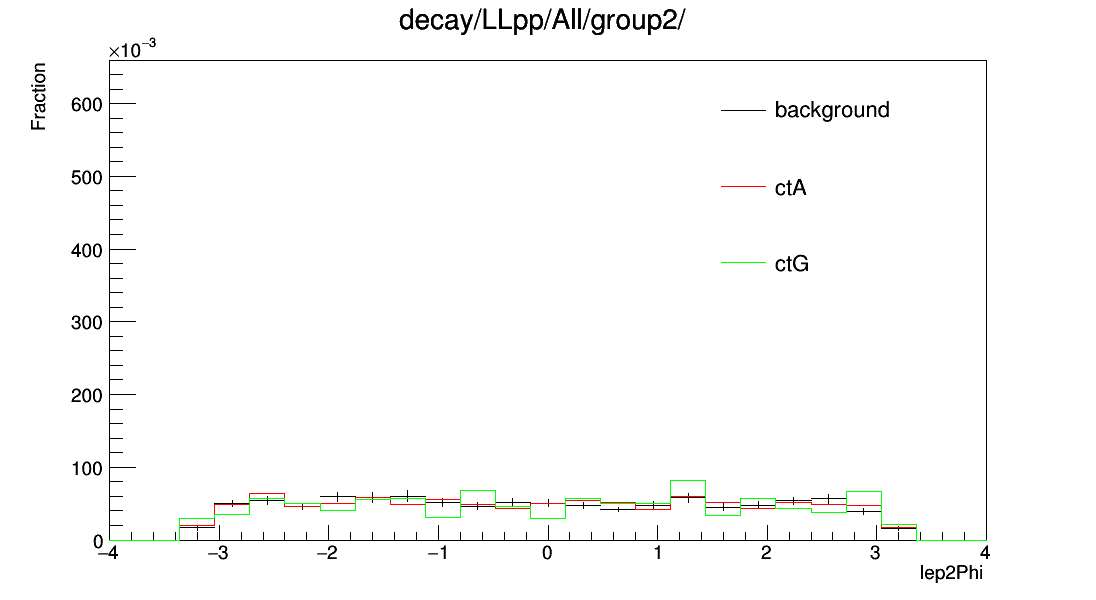 decay/LLpp/All/group2/
×10−3
Fraction
600
500
400
300
200
100
0
background
ctA
ctG
−4 −3 −2 −1 0 1 2 3 4
lep2Phi